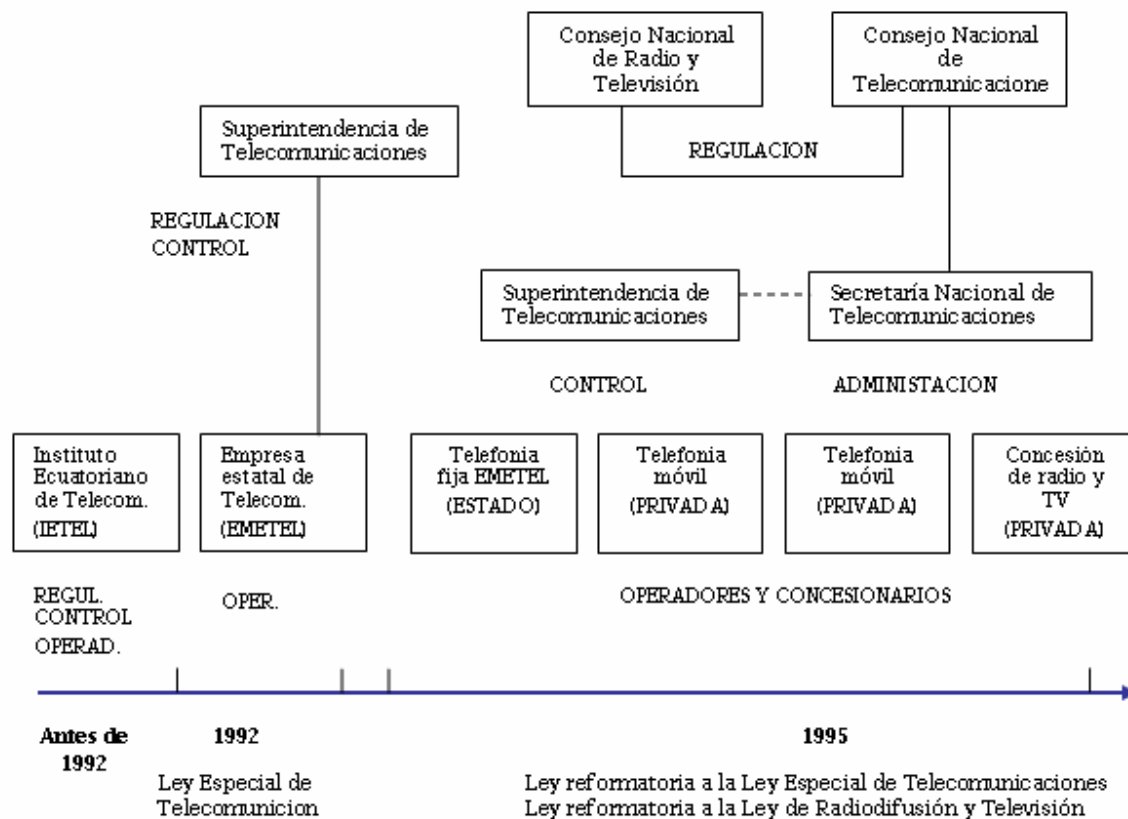 Consejo Nacional
de Radio y
Televisión
Consejo Nacional
de
Telecomunicacione
Superintendencia de
Telecomunicaciones
REGULACION
REGULACION
CONTROL
Superintendencia de
Telecomunicaciones
Secretaría Nacional de
Telecomunicaciones
CONTROL
ADMINISTACION
Instituto
Ecuatoriano
de Telecom.
(IETEL)
Empresa
estatal de
Telecom.
(EMETEL)
Telefonia
fija EMETEL
(ESTADO)
Telefonia
móvil
(PRIVADA)
Telefonia
móvil
(PRIVADA)
Concesión
de radio y
TV
(PRIVADA)
REGUL.
CONTROL
OPERAD.
OPER.
OPERADORES Y CONCESIONARIOS
Antes de
1992
1992
Ley Especial de
Telecomunicion
1995
Ley reformatoria a la Ley Especial de Telecomunicaciones
Ley reformatoria a la Ley de Radiodifusión y Televisión